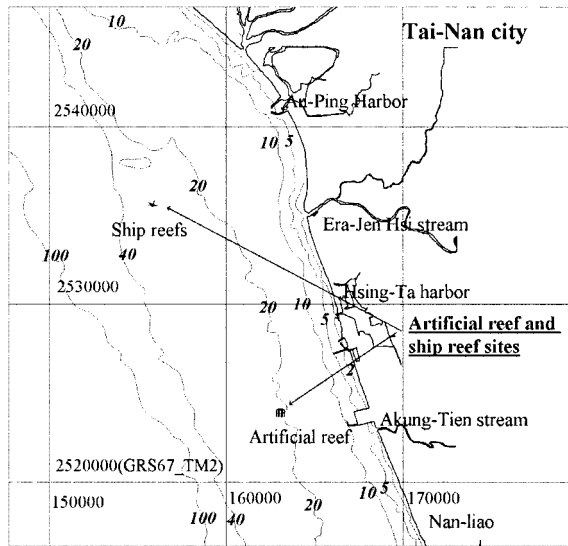 10
Tai-Nan city
20
An-Ping Harbor
2540000
10
5
20
Ship reefs
Era-Jen Hsi stream
100
40
2530000
Hsing-Ta harbor
20
10
5
Artificial reef and
ship reef sites
2
Artificial reef
Akung-Tien stream
2520000(GRS67_TM2)
150000
160000
20
10
5
170000
100
40
Nan-liao